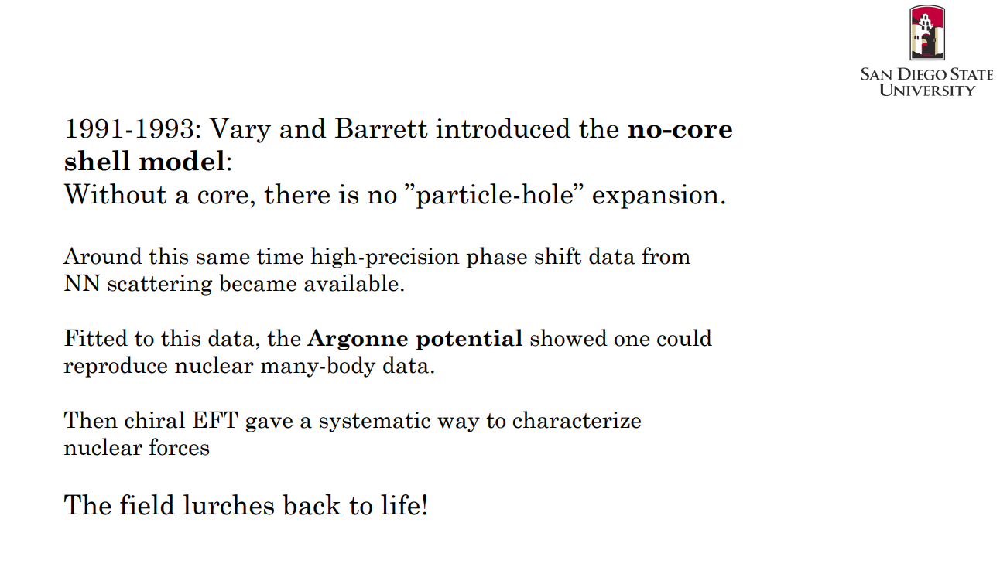 SAN DIEGO STATE
UNIVERSITY
1991-1993: Vary and Barrett introduced the no-core
shell model:
Without a core, there is no ”particle-hole” expansion.
Around this same time high-precision phase shift data from
NN scattering became available.
Fitted to this data, the Argonne potential showed one could
reproduce nuclear many-body data.
Then chiral EFT gave a systematic way to characterize
nuclear forces
The field lurches back to life!